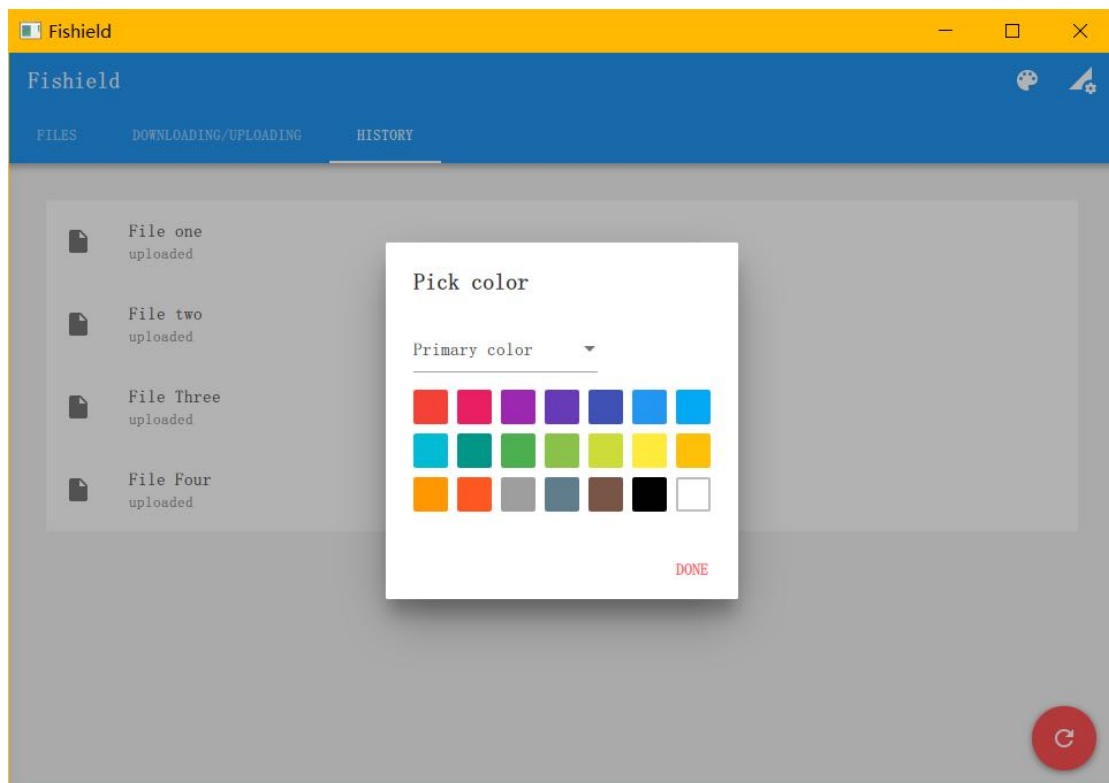 Fishield
Fishield
FILES
DOWNLOADING/UPLOADING
HISTORY
File one
uploaded
File two
uploaded
File Three
uploaded
File Four
uploaded
Pick color
Primary color
DONE